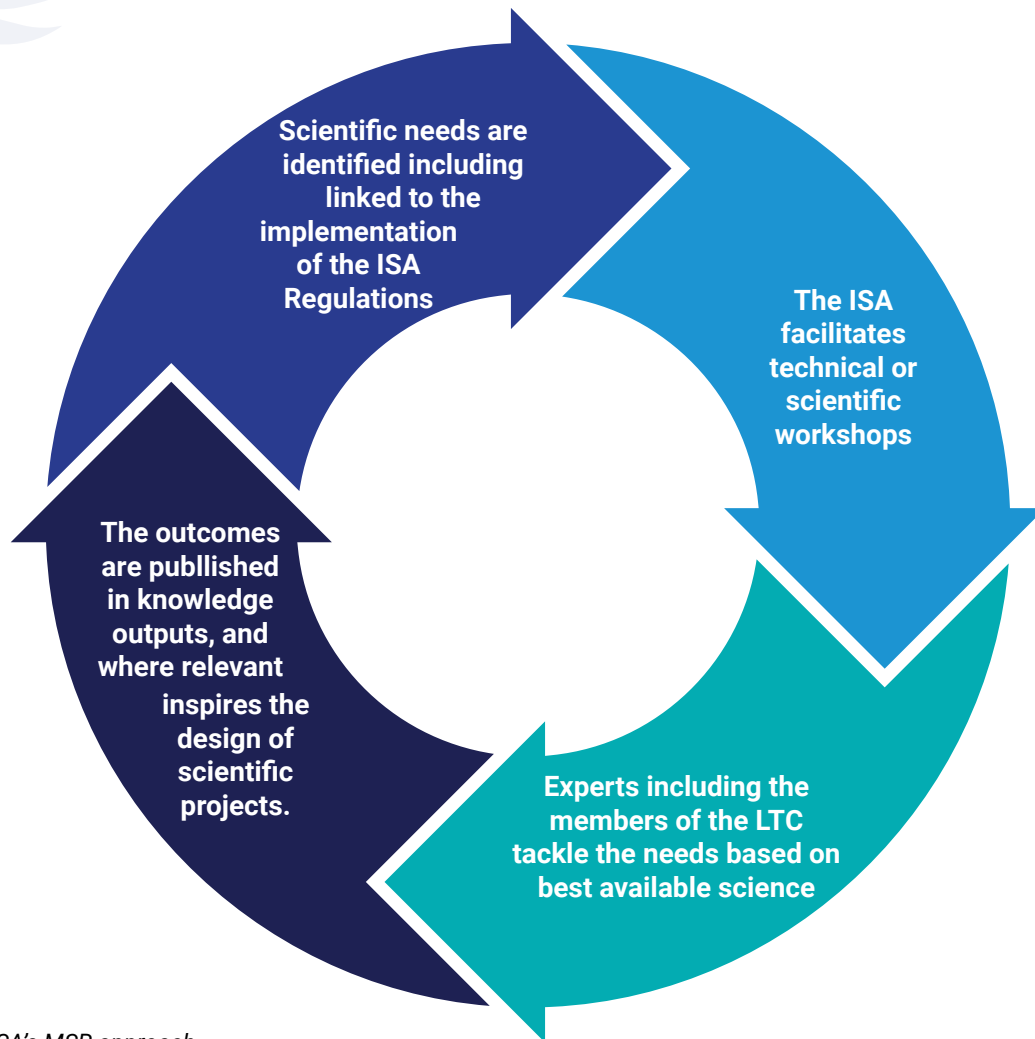 Scientific needs are
identified including
linked to the
implementation
of the ISA
Regulations
The ISA
facilitates
technical or
scientific
workshops
Experts including the
members of the LTC
tackle the needs based on
best available science
The outcomes
are publlished
in knowledge
outputs, and
where relevant
inspires the
design of
scientific
projects.
approach